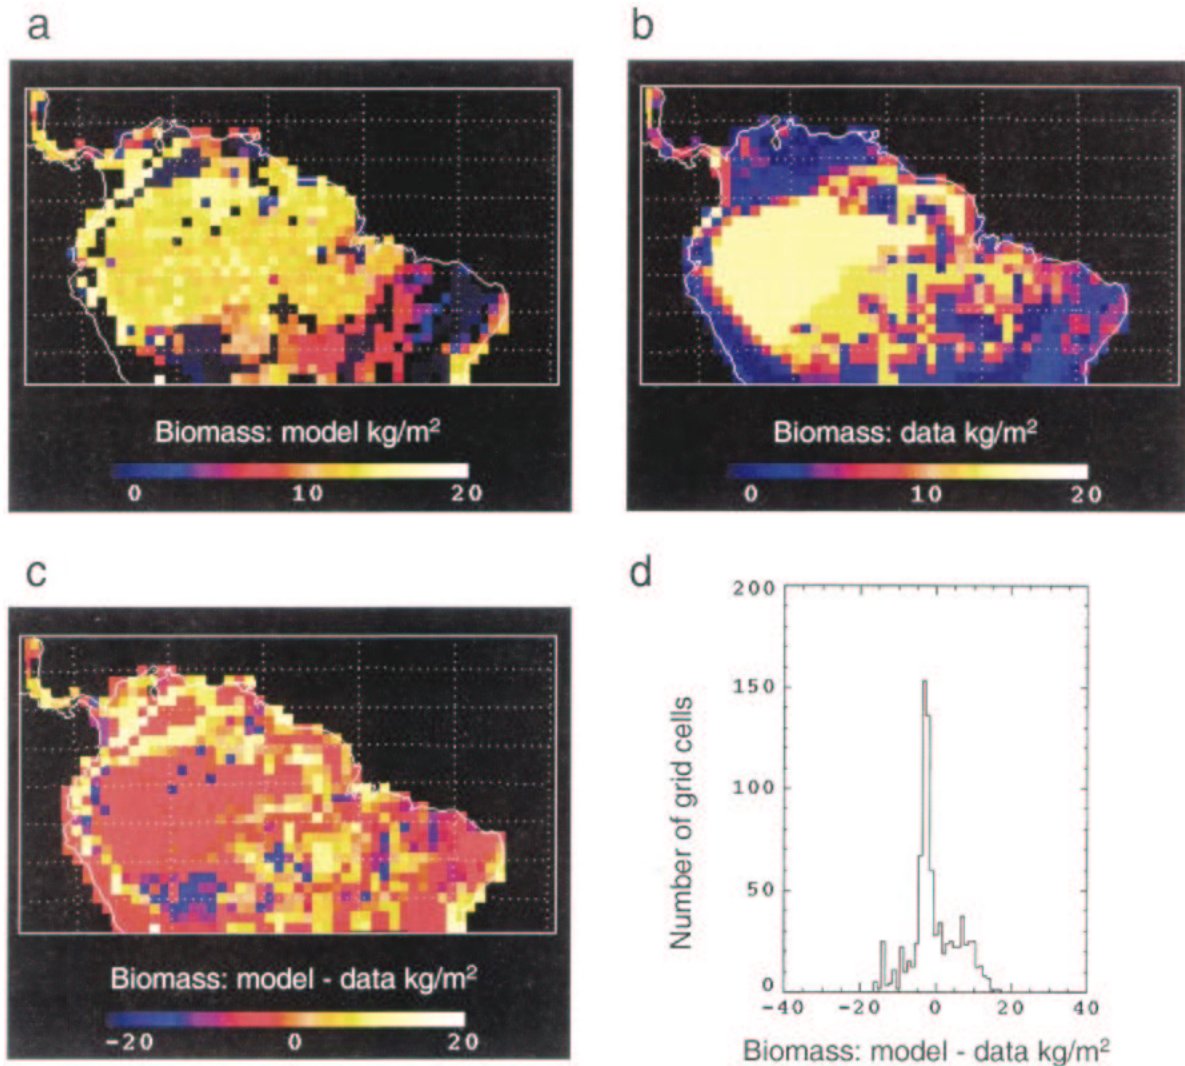 a
b
Biomass: model kg/m²
0 10 20
Biomass: data kg/m²
0 10 20
c
d
Biomass: model - data kg/m²
-20 0 20
200
150
100
50
0
Number of grid cells
-40 -20 0 20 40
Biomass: model - data kg/m²